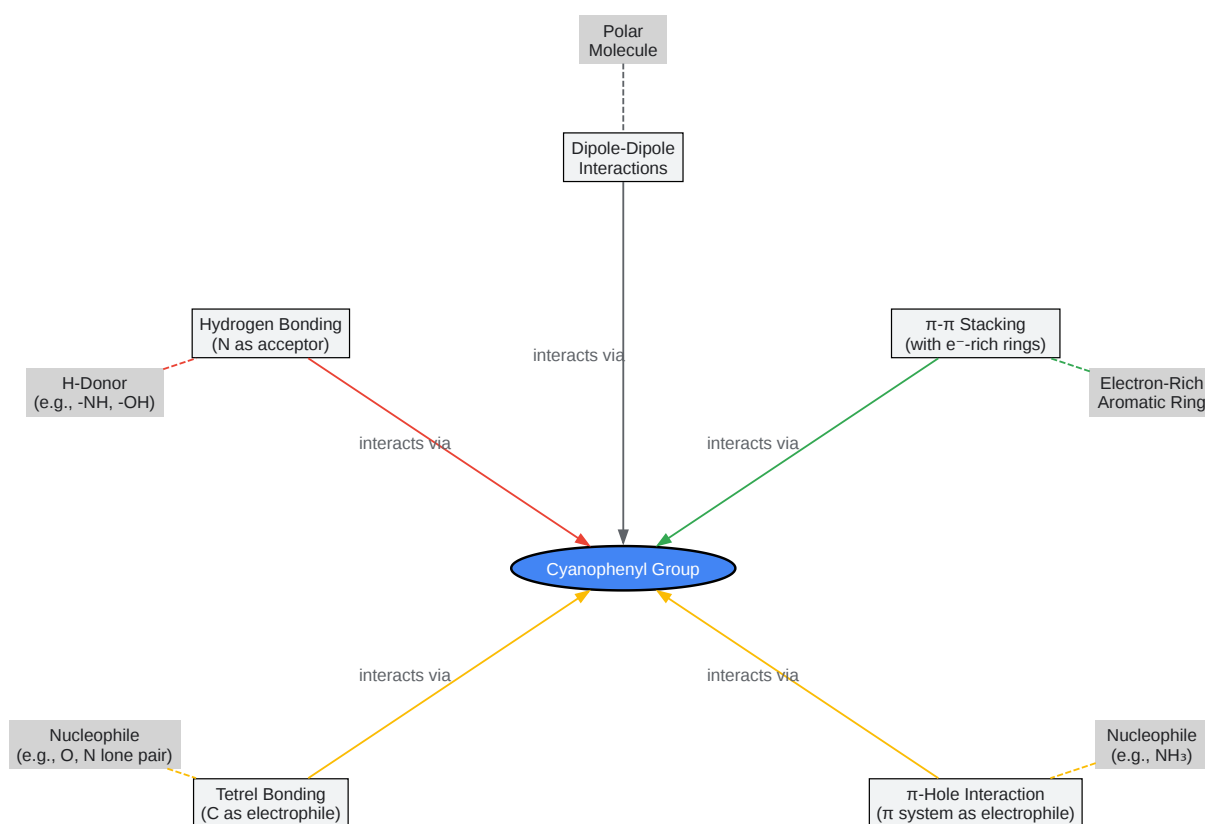 Polar
Molecule
Dipole-Dipole
Interactions
Hydrogen Bonding
(N as acceptor)
π-π Stacking
(with e⁻-rich rings)
interacts via
H-Donor
(e.g., -NH, -OH)
Electron-Rich
Aromatic Ring
interacts via
interacts via
Cyanophenyl Group
interacts via
interacts via
Nucleophile
(e.g., O, N lone pair)
Nucleophile
(e.g., NH₃)
Tetrel Bonding
(C as electrophile)
π-Hole Interaction
(π system as electrophile)